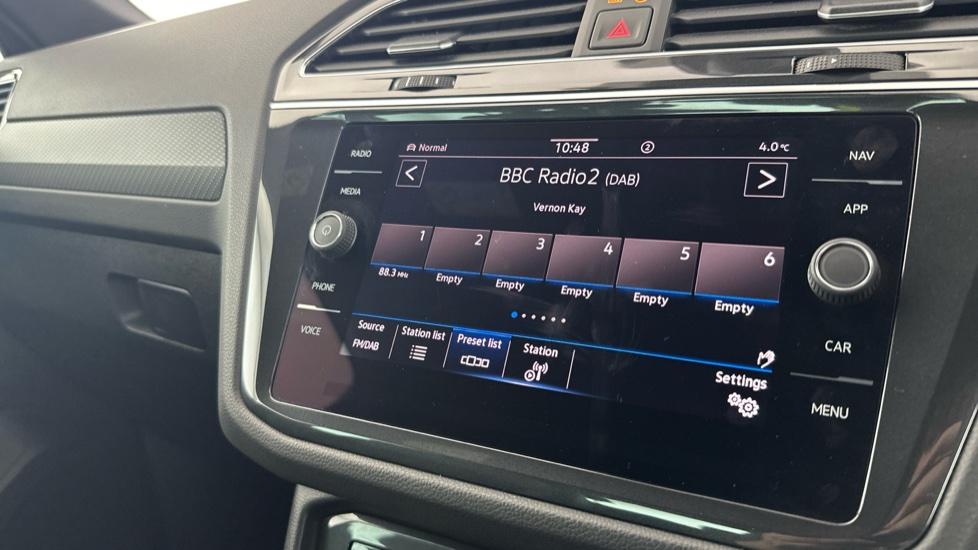 RADIO
MEDIA
PHONE
VOICE
Normal
10:48
2
4.0°C
<
BBC Radio2 (DAB)
>
Vernon Kay
1
2
3
4
5
6
88.3 MHz
Empty
Empty
Empty
Empty
Empty
Source
FM/DAB
Station list
Preset list
Station
Settings
NAV
APP
CAR
MENU